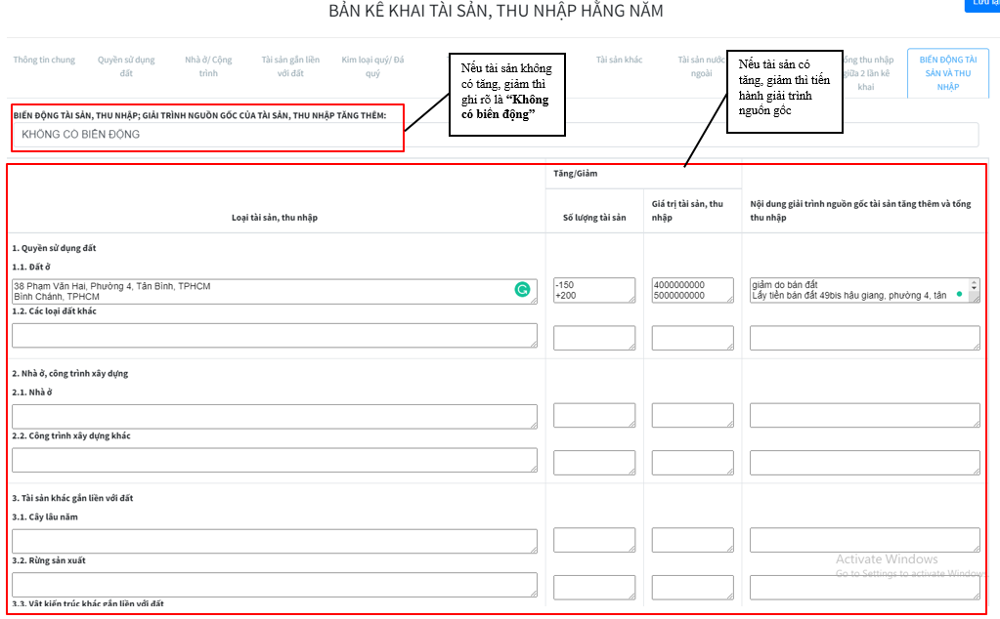 BẢN KÊ KHAI TÀI SẢN, THU NHẬP HẰNG NĂM
Lưu lại
Thông tin chung
Quyền sử dụng
đất
Nhà ở/ Công
trình
Tài sản gắn liền
với đất
Kim loại quý/ Đá
quý
Tài sản khác
Tài sản nước
ngoài
thu nhập
giữa 2 lần kê
khai
BIẾN ĐỘNG TÀI
SẢN VÀ THU
NHẬP
Nếu tài sản không
có tăng, giảm thì
ghi rõ là “Không
có biến động”
Nếu tài sản có
tăng, giảm thì tiến
hành giải trình
nguồn gốc
BIẾN ĐỘNG TÀI SẢN, THU NHẬP; GIẢI TRÌNH NGUỒN GỐC CỦA TÀI SẢN, THU NHẬP TĂNG THÊM:
KHÔNG CÓ BIẾN ĐỘNG
Loại tài sản, thu nhập
Tăng/Giảm
Số lượng tài sản
Giá trị tài sản, thu
nhập
Nội dung giải trình nguồn gốc tài sản tăng thêm và tổng
thu nhập
1. Quyền sử dụng đất
1.1. Đất ở
38 Phạm Văn Hai, Phường 4, Tân Bình, TPHCM
Bình Chánh, TPHCM
-150
+200
4000000000
5000000000
giảm do bán đất
Lấy tiền bán đất 49bis hậu giang, phường 4, tân
1.2. Các loại đất khác
2. Nhà ở, công trình xây dựng
2.1. Nhà ở
2.2. Công trình xây dựng khác
3. Tài sản khác gắn liền với đất
3.1. Cây lâu năm
3.2. Rừng sản xuất
3.3. Vật kiến trúc khác gắn liền với đất
Activate Windows
Go to Settings to activate Windows